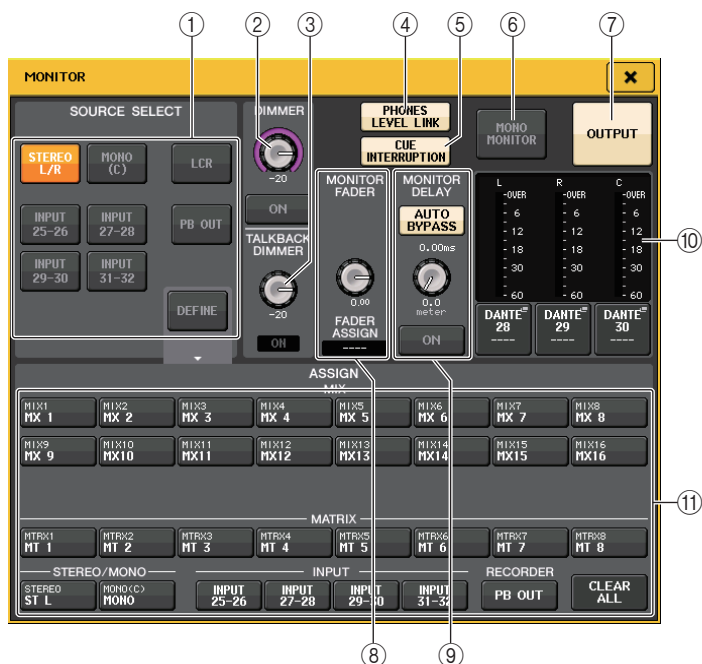 ① ② ③ ④ ⑤ ⑥ ⑦
MONITOR
SOURCE SELECT
STEREO L/R
MONO (C)
LCR
INPUT 25-26
INPUT 27-28
PB OUT
INPUT 29-30
INPUT 31-32
DEFINE
DIMMER
-20
ON
TALKBACK DIMMER
-20
ON
PHONES LEVEL LINK
CUE INTERRUPTION
MONO MONITOR
OUTPUT
MONITOR FADER
0.00
FADER ASSIGN
----
MONITOR DELAY
AUTO BYPASS
0.00ms
0.0
meter
ON
L R C
-OVER -OVER -OVER
6 6 6
12 12 12
18 18 18
30 30 30
60 60 60
⑩
DANTE 28 ----
DANTE 29 ----
DANTE 30 ----
ASSIGN
MIX
MIX1 MIX2 MIX3 MIX4 MIX5 MIX6 MIX7 MIX8
MX 1 MX 2 MX 3 MX 4 MX 5 MX 6 MX 7 MX 8
MIX9 MIX10 MIX11 MIX12 MIX13 MIX14 MIX15 MIX16
MX 9 MX10 MX11 MX12 MX13 MX14 MX15 MX16
⑪
MATRIX
MTRX1 MTRX2 MTRX3 MTRX4 MTRX5 MTRX6 MTRX7 MTRX8
MT 1 MT 2 MT 3 MT 4 MT 5 MT 6 MT 7 MT 8
STEREO/MONO INPUT RECORDER
STEREO ST L
MONO(C) MONO
INPUT 25-26
INPUT 27-28
INPUT 29-30
INPUT 31-32
PB OUT
CLEAR ALL
⑧ ⑨